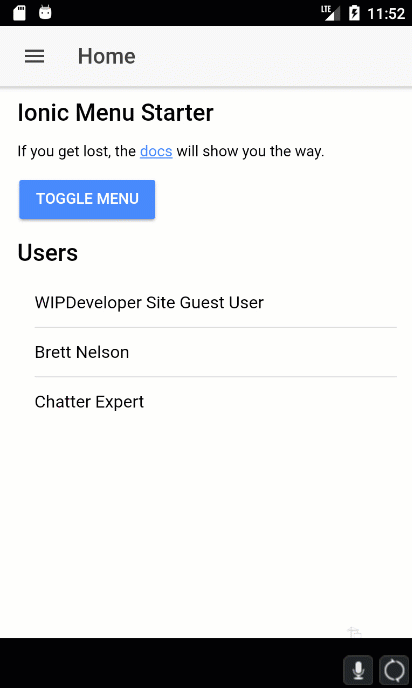 LTE 11:52
Home
Ionic Menu Starter
If you get lost, the docs will show you the way.
TOGGLE MENU
Users
WIPDeveloper Site Guest User
Brett Nelson
Chatter Expert